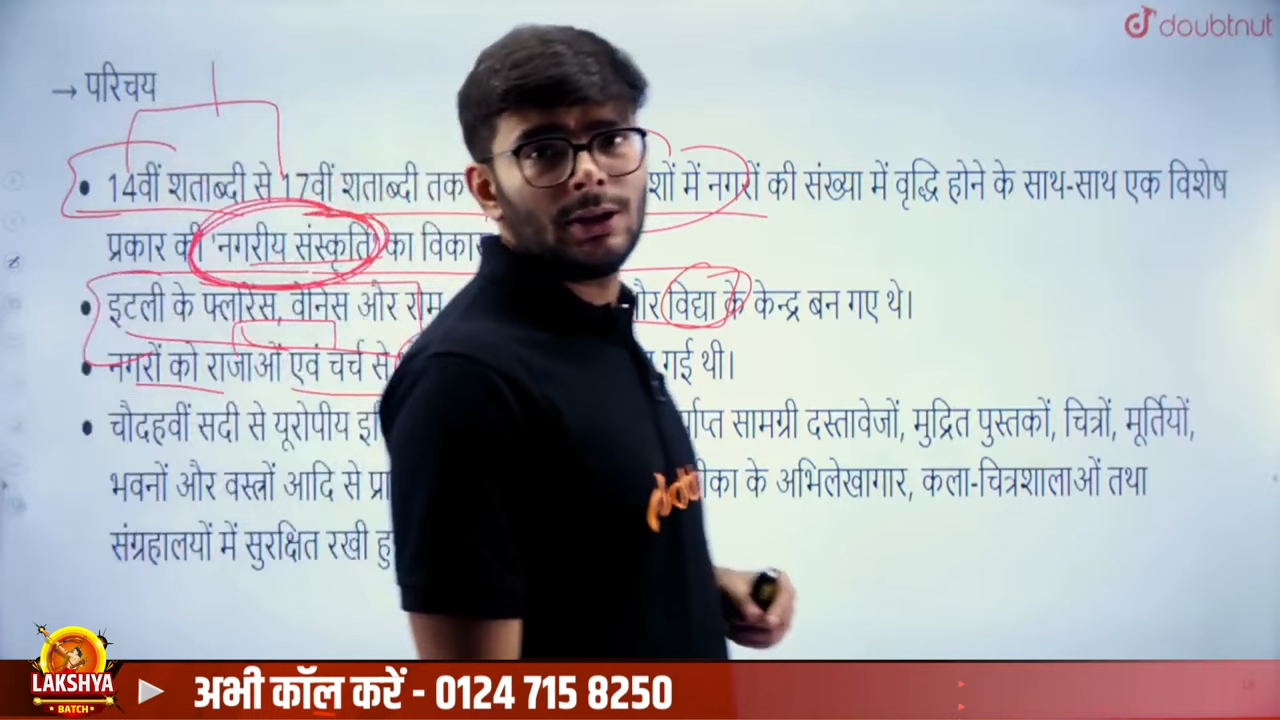 doubtnut
→ परिचय
• 14वीं शताब्दी से 17वीं शताब्दी तक में नगरों की संख्या में वृद्धि होने के साथ-साथ एक विशेष
प्रकार की 'नगरीय संस्कृति' का
• इटली के फ्लोरेंस, वेनिस और रोम विद्या के केन्द्र बन गए थे।
• नगरों को राजाओं एवं चर्च से गई थी।
• चौदहवीं सदी से यूरोपीय सामग्री दस्तावेजों, मुद्रित पुस्तकों, चित्रों, मूर्तियों,
भवनों और वस्त्रों आदि से के अभिलेखागार, कला-चित्रशालाओं तथा
संग्रहालयों में सुरक्षित रखी
LAKSHYA
BATCH
अभी कॉल करें - 0124 715 8250